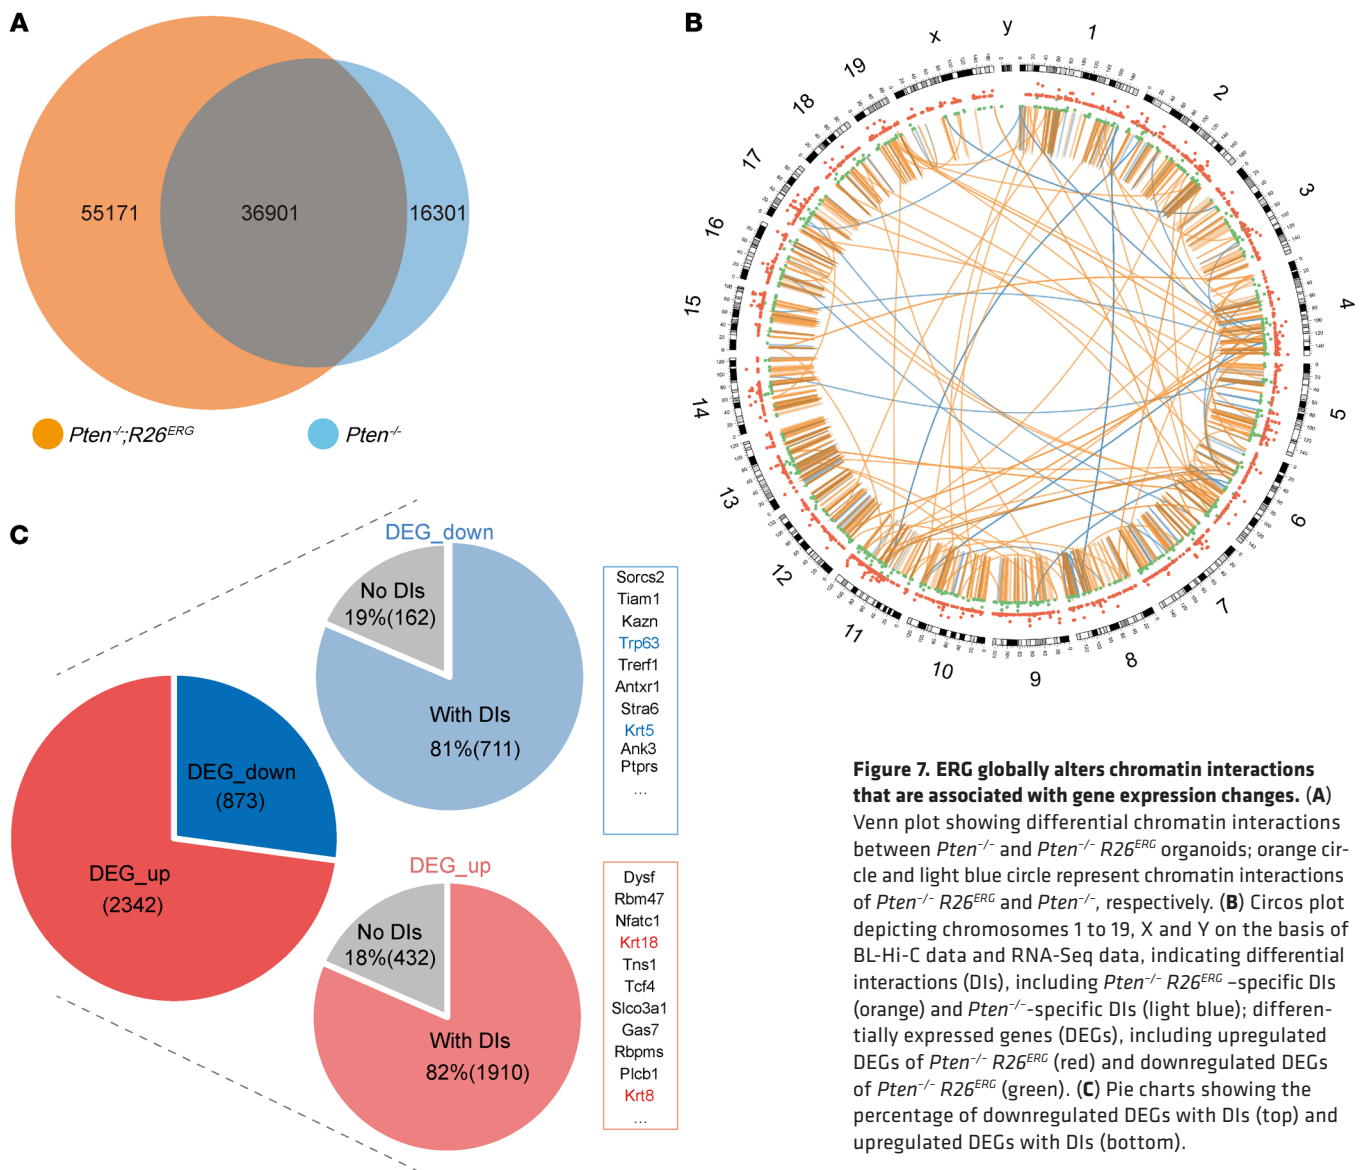 A
55171
36901
16301
Pten-/-;R26ERG
Pten-/-
B
1
2
3
4
5
6
7
8
9
10
11
12
13
14
15
16
17
18
19
x
y
C
DEG_down
(873)
DEG_up
(2342)
DEG_down
No DIs
19%(162)
With DIs
81%(711)
Sorcs2
Tiam1
Kazn
Trp63
Trerf1
Antxr1
Stra6
Krt5
Ank3
Ptprs
...
DEG_up
No DIs
18%(432)
With DIs
82%(1910)
Dysf
Rbm47
Nfatc1
Krt18
Tns1
Tcf4
Slco3a1
Gas7
Rbpms
Plcb1
Krt8
...
Figure 7. ERG globally alters chromatin interactions
that are associated with gene expression changes. (A)
Venn plot showing differential chromatin interactions
between Pten−/− and Pten−/− R26ERG organoids; orange cir-
cle and light blue circle represent chromatin interactions
of Pten−/− R26ERG and Pten−/−, respectively. (B) Circos plot
depicting chromosomes 1 to 19, X and Y on the basis of
BL-Hi-C data and RNA-Seq data, indicating differential
interactions (DIs), including Pten−/− R26ERG –specific DIs
(orange) and Pten−/−-specific DIs (light blue); differen-
tially expressed genes (DEGs), including upregulated
DEGs of Pten−/− R26ERG (red) and downregulated DEGs
of Pten−/− R26ERG (green). (C) Pie charts showing the
percentage of downregulated DEGs with DIs (top) and
upregulated DEGs with DIs (bottom).